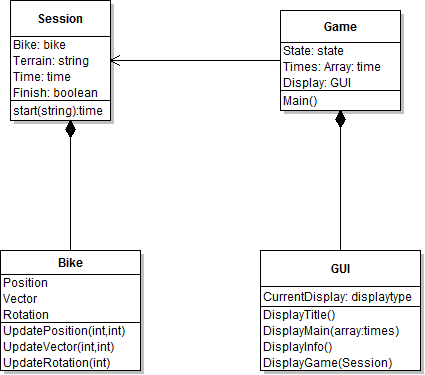 Session
Bike: bike
Terrain: string
Time: time
Finish: boolean
start(string):time
Game
State: state
Times: Array: time
Display: GUI
Main()
Bike
Position
Vector
Rotation
UpdatePosition(int,int)
UpdateVector(int,int)
UpdateRotation(int)
GUI
CurrentDisplay: displaytype
DisplayTitle()
DisplayMain(array:times)
DisplayInfo()
DisplayGame(Session)